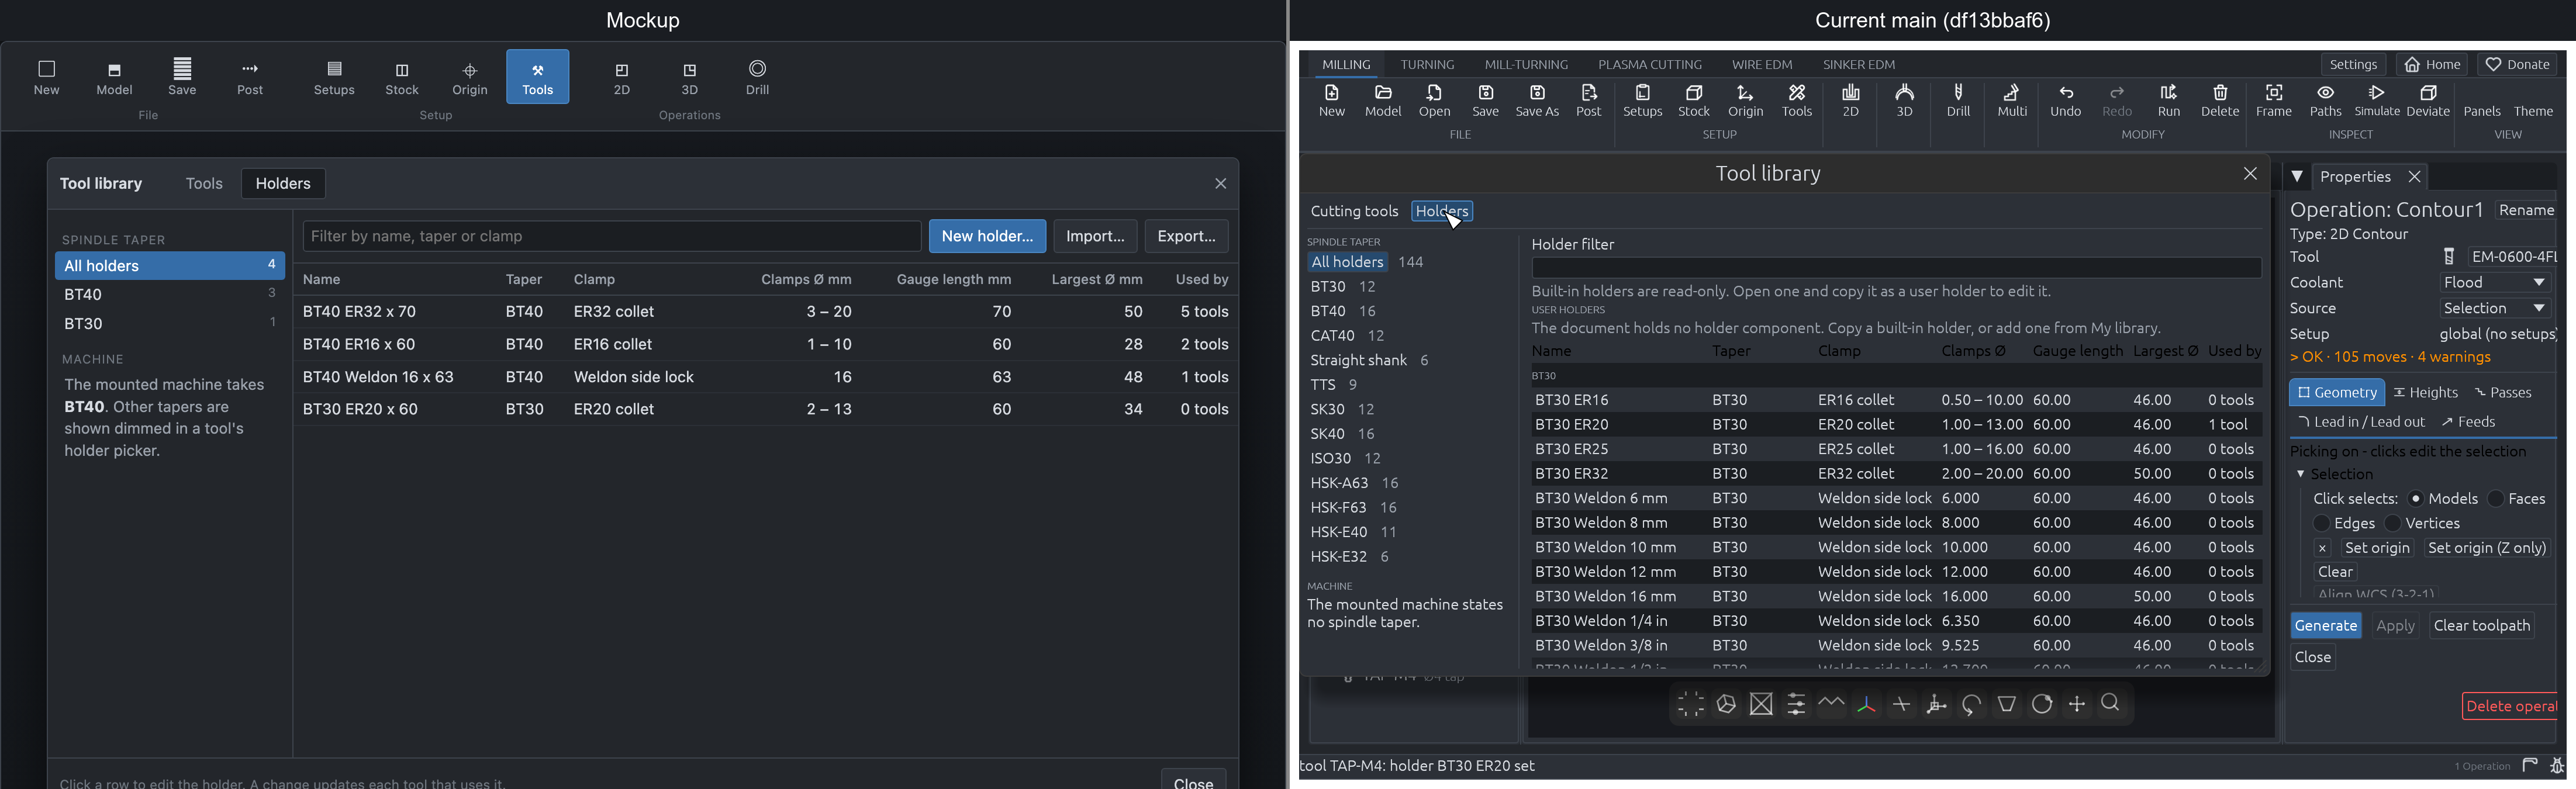 Mockup
New
Model
Save
Post
Setups
Stock
Origin
Tools
2D
3D
Drill
File
Setup
Operations
Tool library
Tools
Holders
SPINDLE TAPER
All holders 4
BT40 3
BT30 1
MACHINE
The mounted machine takes
BT40. Other tapers are
shown dimmed in a tool's
holder picker.
Filter by name, taper or clamp
New holder...
Import...
Export...
Name Taper Clamp Clamps Ø mm Gauge length mm Largest Ø mm Used by
BT40 ER32 x 70 BT40 ER32 collet 3 – 20 70 50 5 tools
BT40 ER16 x 60 BT40 ER16 collet 1 – 10 60 28 2 tools
BT40 Weldon 16 x 63 BT40 Weldon side lock 16 63 48 1 tools
BT30 ER20 x 60 BT30 ER20 collet 2 – 13 60 34 0 tools
Click a row to edit the holder. A change updates each tool that uses it.
Close
Current main (df13bbaf6)
MILLING TURNING MILL-TURNING PLASMA CUTTING WIRE EDM SINKER EDM
Settings Home Donate
New Model Open Save Save As Post Setups Stock Origin Tools 2D 3D Drill Multi Undo Redo Run Delete Frame Paths Simulate Deviate Panels Theme
FILE SETUP MODIFY INSPECT VIEW
Tool library
Cutting tools Holders
SPINDLE TAPER
All holders 144
BT30 12
BT40 16
CAT40 12
Straight shank 6
TTS 9
SK30 12
SK40 16
ISO30 12
HSK-A63 16
HSK-F63 16
HSK-E40 11
HSK-E32 6
MACHINE
The mounted machine states
no spindle taper.
Holder filter
Built-in holders are read-only. Open one and copy it as a user holder to edit it.
USER HOLDERS
The document holds no holder component. Copy a built-in holder, or add one from My library.
Name Taper Clamp Clamps Ø Gauge length Largest Ø Used by
BT30
BT30 ER16 BT30 ER16 collet 0.50 – 10.00 60.00 46.00 0 tools
BT30 ER20 BT30 ER20 collet 1.00 – 13.00 60.00 46.00 1 tool
BT30 ER25 BT30 ER25 collet 1.00 – 16.00 60.00 46.00 0 tools
BT30 ER32 BT30 ER32 collet 2.00 – 20.00 60.00 50.00 0 tools
BT30 Weldon 6 mm BT30 Weldon side lock 6.000 60.00 46.00 0 tools
BT30 Weldon 8 mm BT30 Weldon side lock 8.000 60.00 46.00 0 tools
BT30 Weldon 10 mm BT30 Weldon side lock 10.000 60.00 46.00 0 tools
BT30 Weldon 12 mm BT30 Weldon side lock 12.000 60.00 46.00 0 tools
BT30 Weldon 16 mm BT30 Weldon side lock 16.000 60.00 50.00 0 tools
BT30 Weldon 1/4 in BT30 Weldon side lock 6.350 60.00 46.00 0 tools
BT30 Weldon 3/8 in BT30 Weldon side lock 9.525 60.00 46.00 0 tools
Properties
Operation: Contour1 Rename
Type: 2D Contour
Tool EM-0600-4FL
Coolant Flood
Source Selection
Setup global (no setups)
> OK · 105 moves · 4 warnings
Geometry Heights Passes
Lead in / Lead out Feeds
Picking on - clicks edit the selection
Selection
Click selects: Models Faces
Edges Vertices
× Set origin Set origin (Z only)
Clear
Align WCS (3-2-1)
Generate Apply Clear toolpath
Close
Delete opera
tool TAP-M4: holder BT30 ER20 set
1 Operation